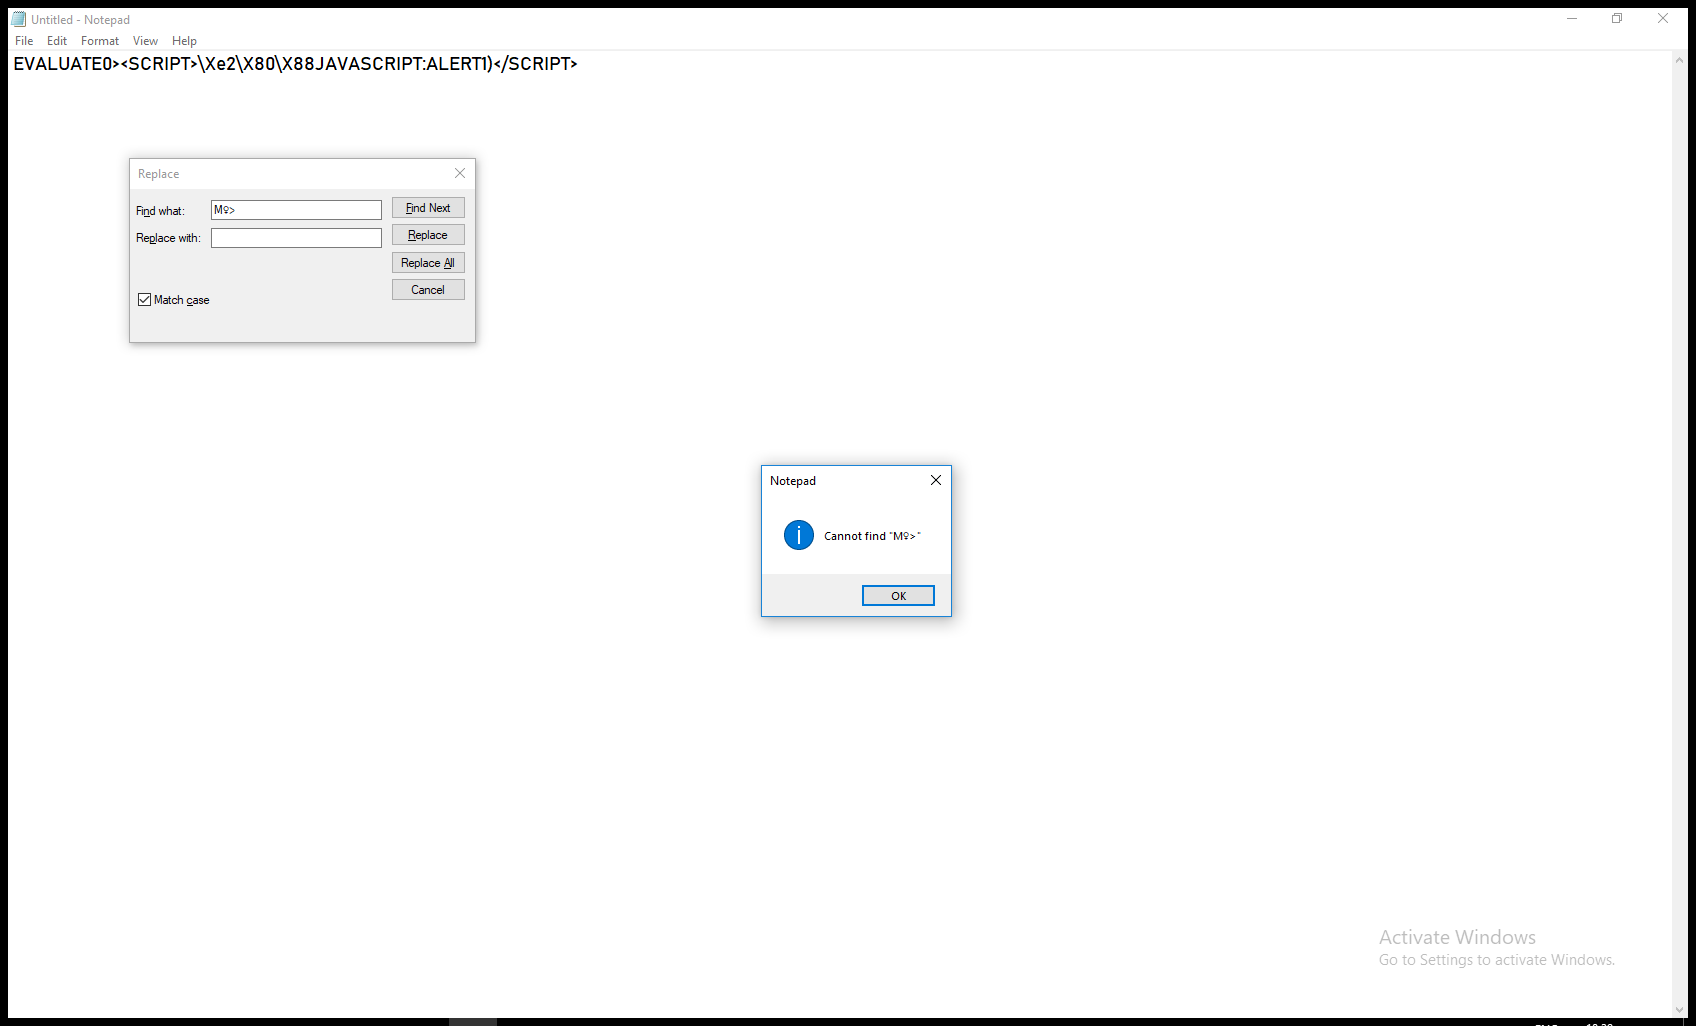 Untitled - Notepad
File Edit Format View Help
EVALUATE0><SCRIPT>\Xe2\X80\X88JAVASCRIPT:ALERT1)</SCRIPT>
Replace
Find what: M♀> Find Next
Replace with: Replace
Replace All
Cancel
Match case
Notepad
Cannot find "M♀>"
OK
Activate Windows
Go to Settings to activate Windows.